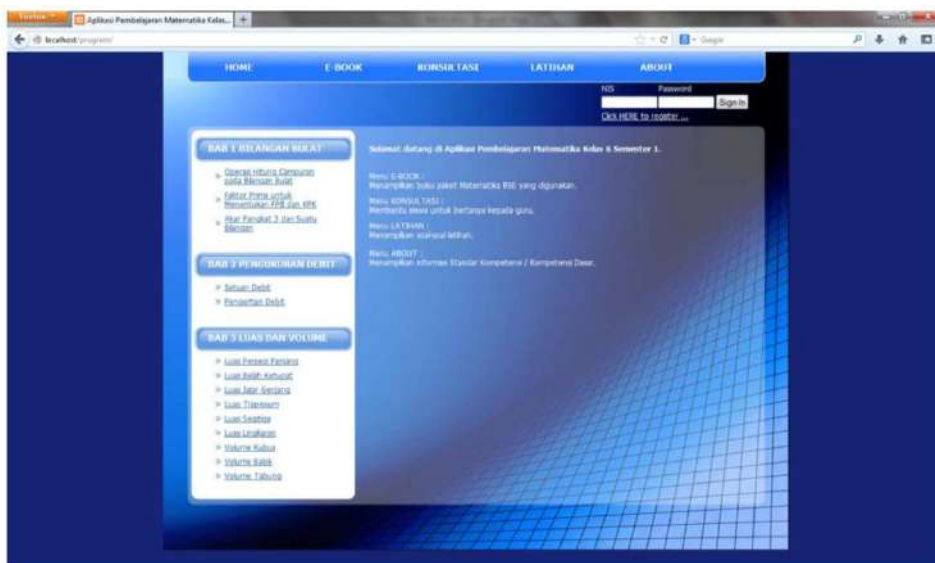 Firefox
Aplikasi Pembelajaran Matematika Kelas...
localhost/program/
Google
HOME E-BOOK KONSULTASI LATIHAN ABOUT
NIS Password
Sign In
Click HERE to register ...
BAB 1 BILANGAN BULAT
Operasi Hitung Campuran
pada Bilangan Bulat
Faktor Prima untuk
Menentukan FPB dan KPK
Akar Pangkat 3 dari Suatu
Bilangan
BAB 2 PENGUKURAN DEBIT
Satuan Debit
Pengertian Debit
BAB 3 LUAS DAN VOLUME
Luas Persegi Panjang
Luas Belah Ketupat
Luas Jajar Genjang
Luas Trapesium
Luas Segitiga
Luas Lingkaran
Volume Kubus
Volume Balok
Volume Tabung
Selamat datang di Aplikasi Pembelajaran Matematika Kelas 6 Semester 1.
Menu E-BOOK :
Menampilkan buku paket Matematika BSE yang digunakan.
Menu KONSULTASI :
Membantu siswa untuk bertanya kepada guru.
Menu LATIHAN :
Menampilkan soal-soal latihan.
Menu ABOUT :
Menampilkan informasi Standar Kompetensi / Kompetensi Dasar.